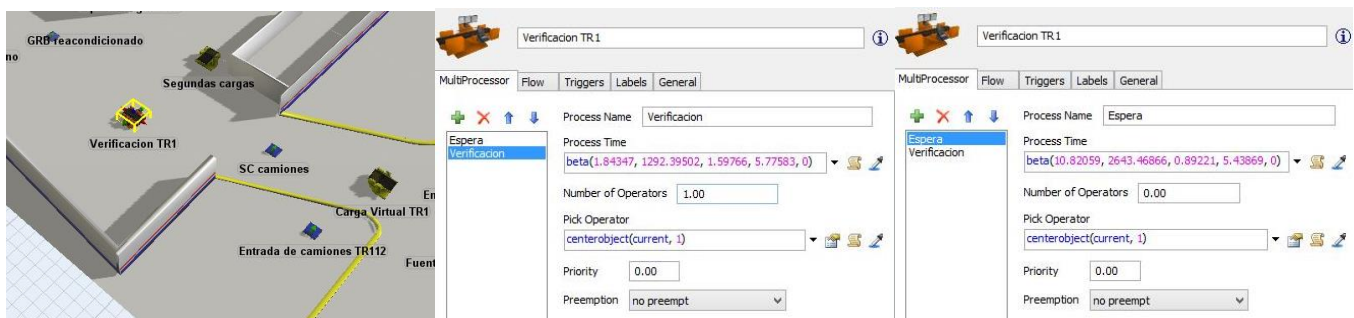 GRB reacondicionado
no
Segundas cargas
Verificacion TR1
SC camiones
En
Carga Virtual TR1
Entrada de camiones TR112
Fuent
Verificacion TR1
MultiProcessor Flow Triggers Labels General
Espera
Verificacion
Process Name Verificacion
Process Time
beta(1.84347, 1292.39502, 1.59766, 5.77583, 0)
Number of Operators 1.00
Pick Operator
centerobject(current, 1)
Priority 0.00
Preemption no preempt
Verificacion TR1
MultiProcessor Flow Triggers Labels General
Espera
Verificacion
Process Name Espera
Process Time
beta(10.82059, 2643.46866, 0.89221, 5.43869, 0)
Number of Operators 0.00
Pick Operator
centerobject(current, 1)
Priority 0.00
Preemption no preempt